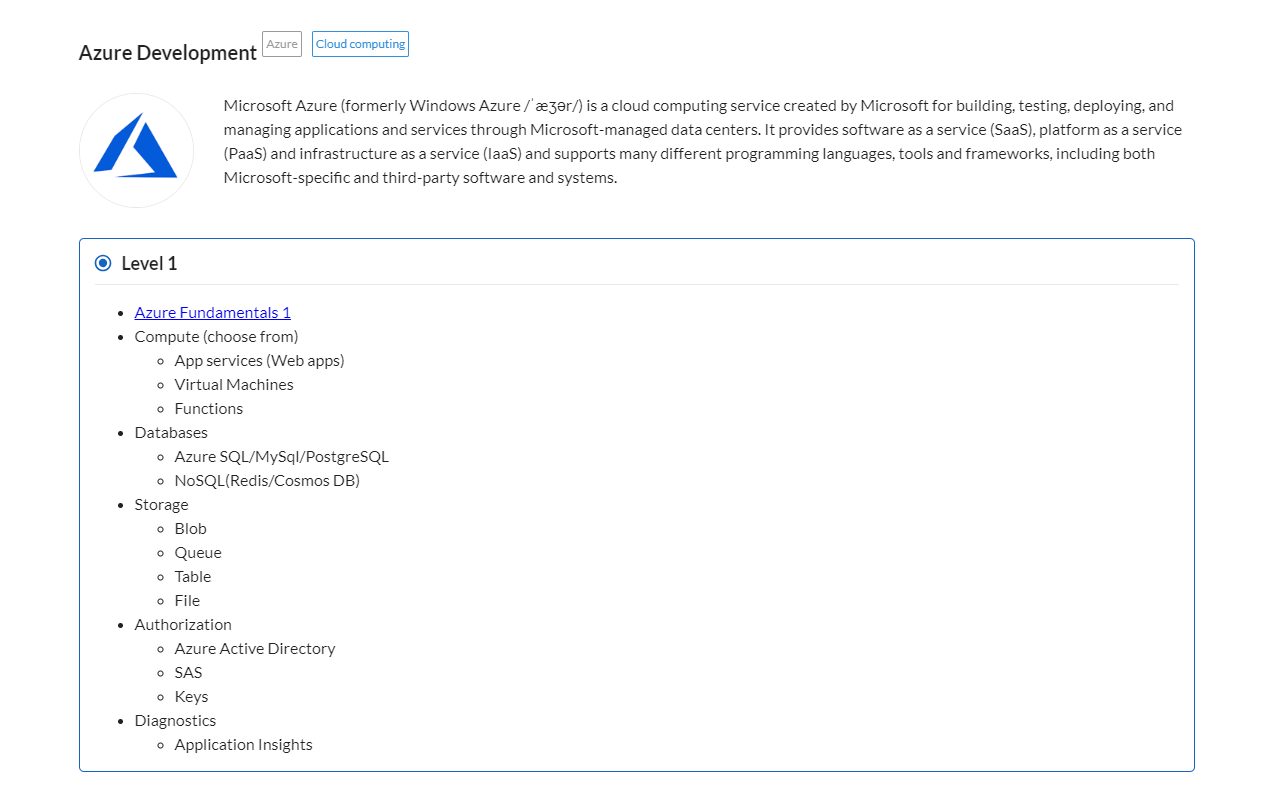 Azure Development Azure Cloud computing
Microsoft Azure (formerly Windows Azure /ˈæʒər/) is a cloud computing service created by Microsoft for building, testing, deploying, and
managing applications and services through Microsoft-managed data centers. It provides software as a service (SaaS), platform as a service
(PaaS) and infrastructure as a service (IaaS) and supports many different programming languages, tools and frameworks, including both
Microsoft-specific and third-party software and systems.
Level 1
Azure Fundamentals 1
Compute (choose from)
App services (Web apps)
Virtual Machines
Functions
Databases
Azure SQL/MySql/PostgreSQL
NoSQL(Redis/Cosmos DB)
Storage
Blob
Queue
Table
File
Authorization
Azure Active Directory
SAS
Keys
Diagnostics
Application Insights